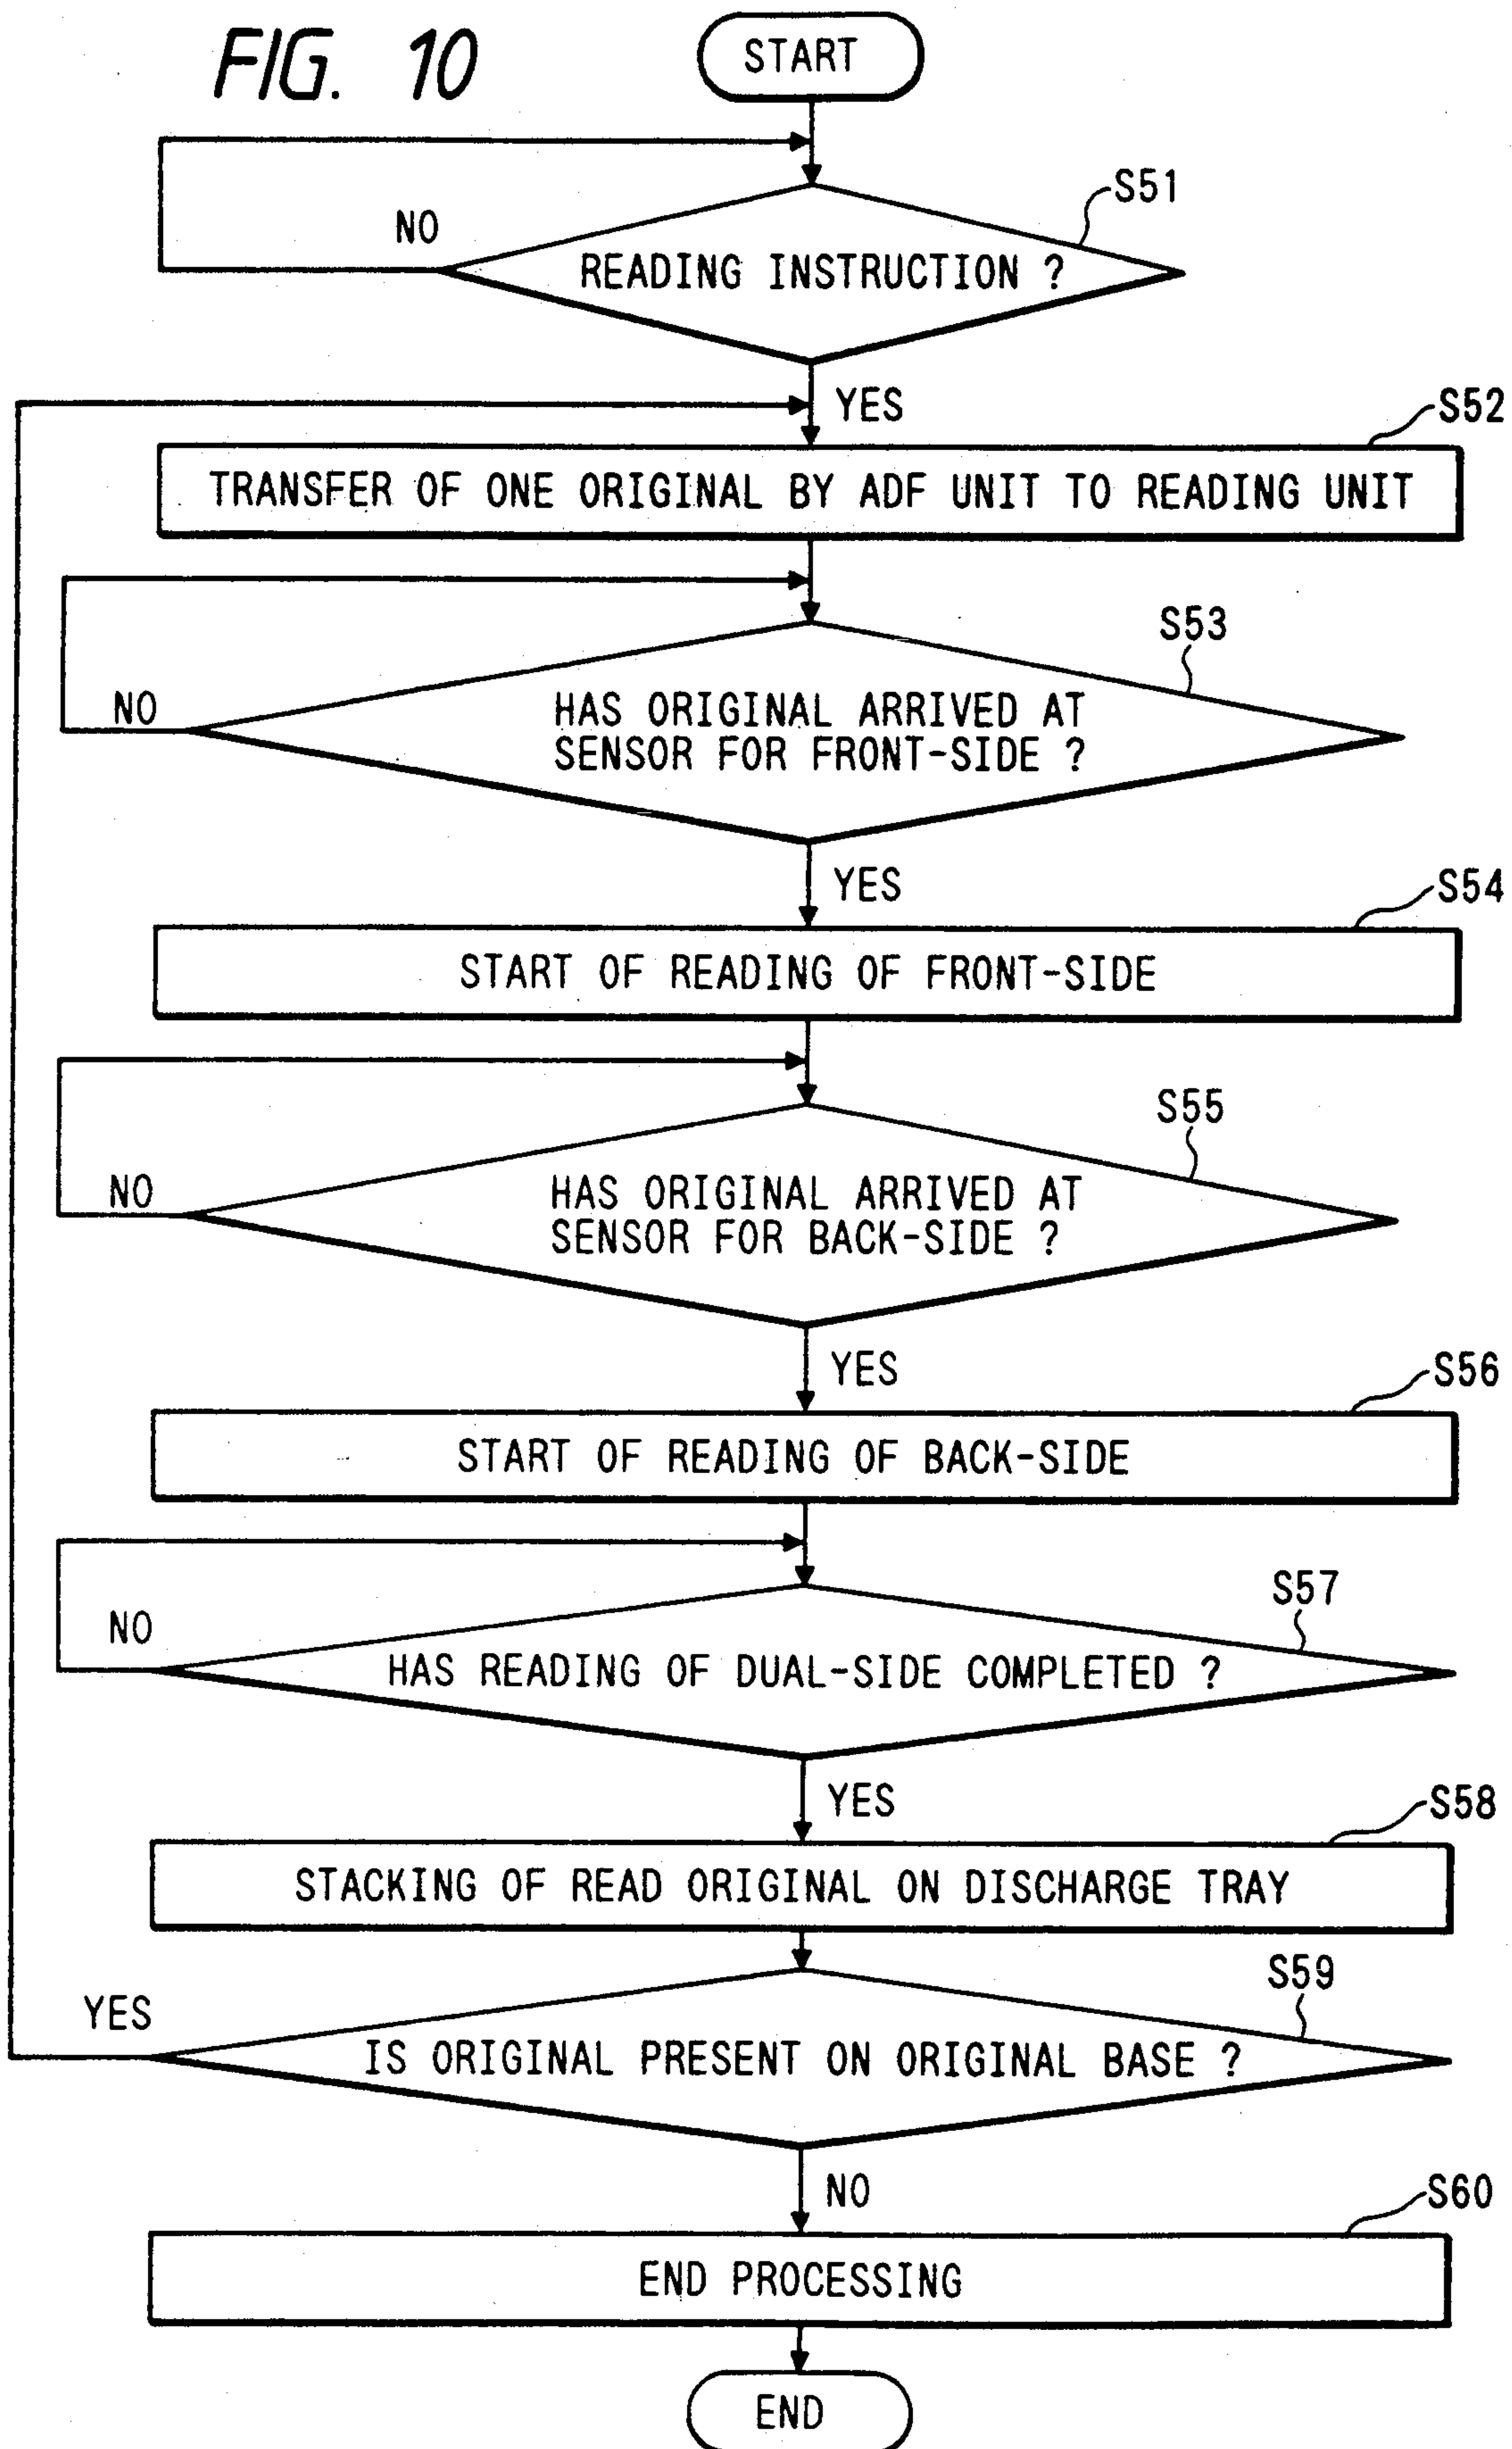 FIG. 10
START
S51
NO
READING INSTRUCTION ?
YES
S52
TRANSFER OF ONE ORIGINAL BY ADF UNIT TO READING UNIT
S53
NO
HAS ORIGINAL ARRIVED AT
SENSOR FOR FRONT-SIDE ?
YES
S54
START OF READING OF FRONT-SIDE
S55
NO
HAS ORIGINAL ARRIVED AT
SENSOR FOR BACK-SIDE ?
YES
S56
START OF READING OF BACK-SIDE
S57
NO
HAS READING OF DUAL-SIDE COMPLETED ?
YES
S58
STACKING OF READ ORIGINAL ON DISCHARGE TRAY
S59
YES
IS ORIGINAL PRESENT ON ORIGINAL BASE ?
NO
S60
END PROCESSING
END